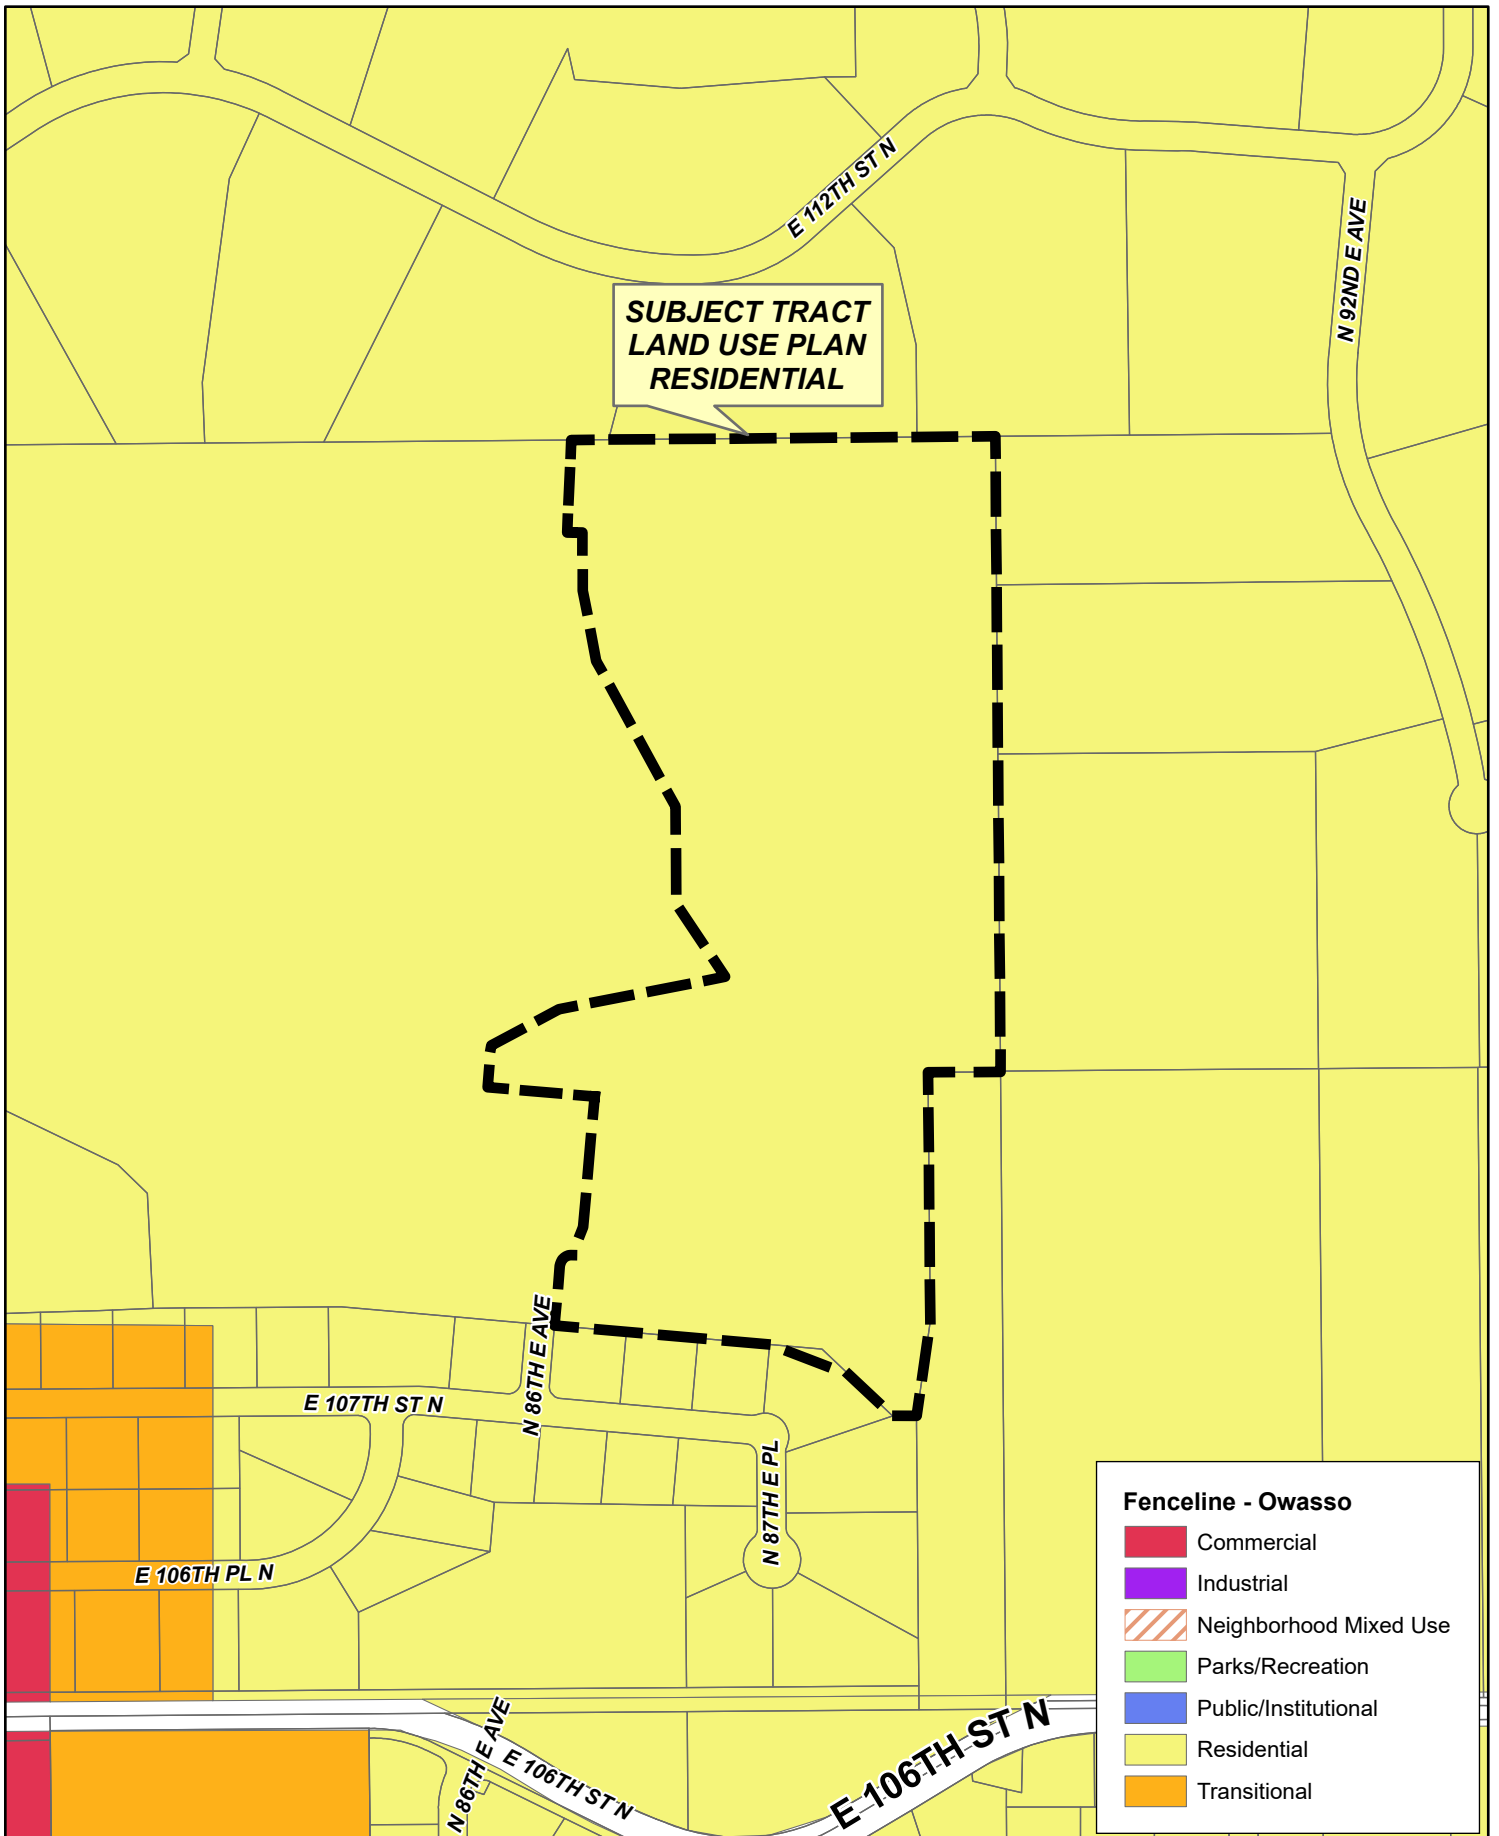 E 112TH ST N
N 92ND E AVE
SUBJECT TRACT
LAND USE PLAN
RESIDENTIAL
N 86TH E AVE
E 107TH ST N
N 87TH E PL
E 106TH PL N
N 86TH E AVE
E 106TH ST N
E 106TH ST N
Fenceline - Owasso
Commercial
Industrial
Neighborhood Mixed Use
Parks/Recreation
Public/Institutional
Residential
Transitional